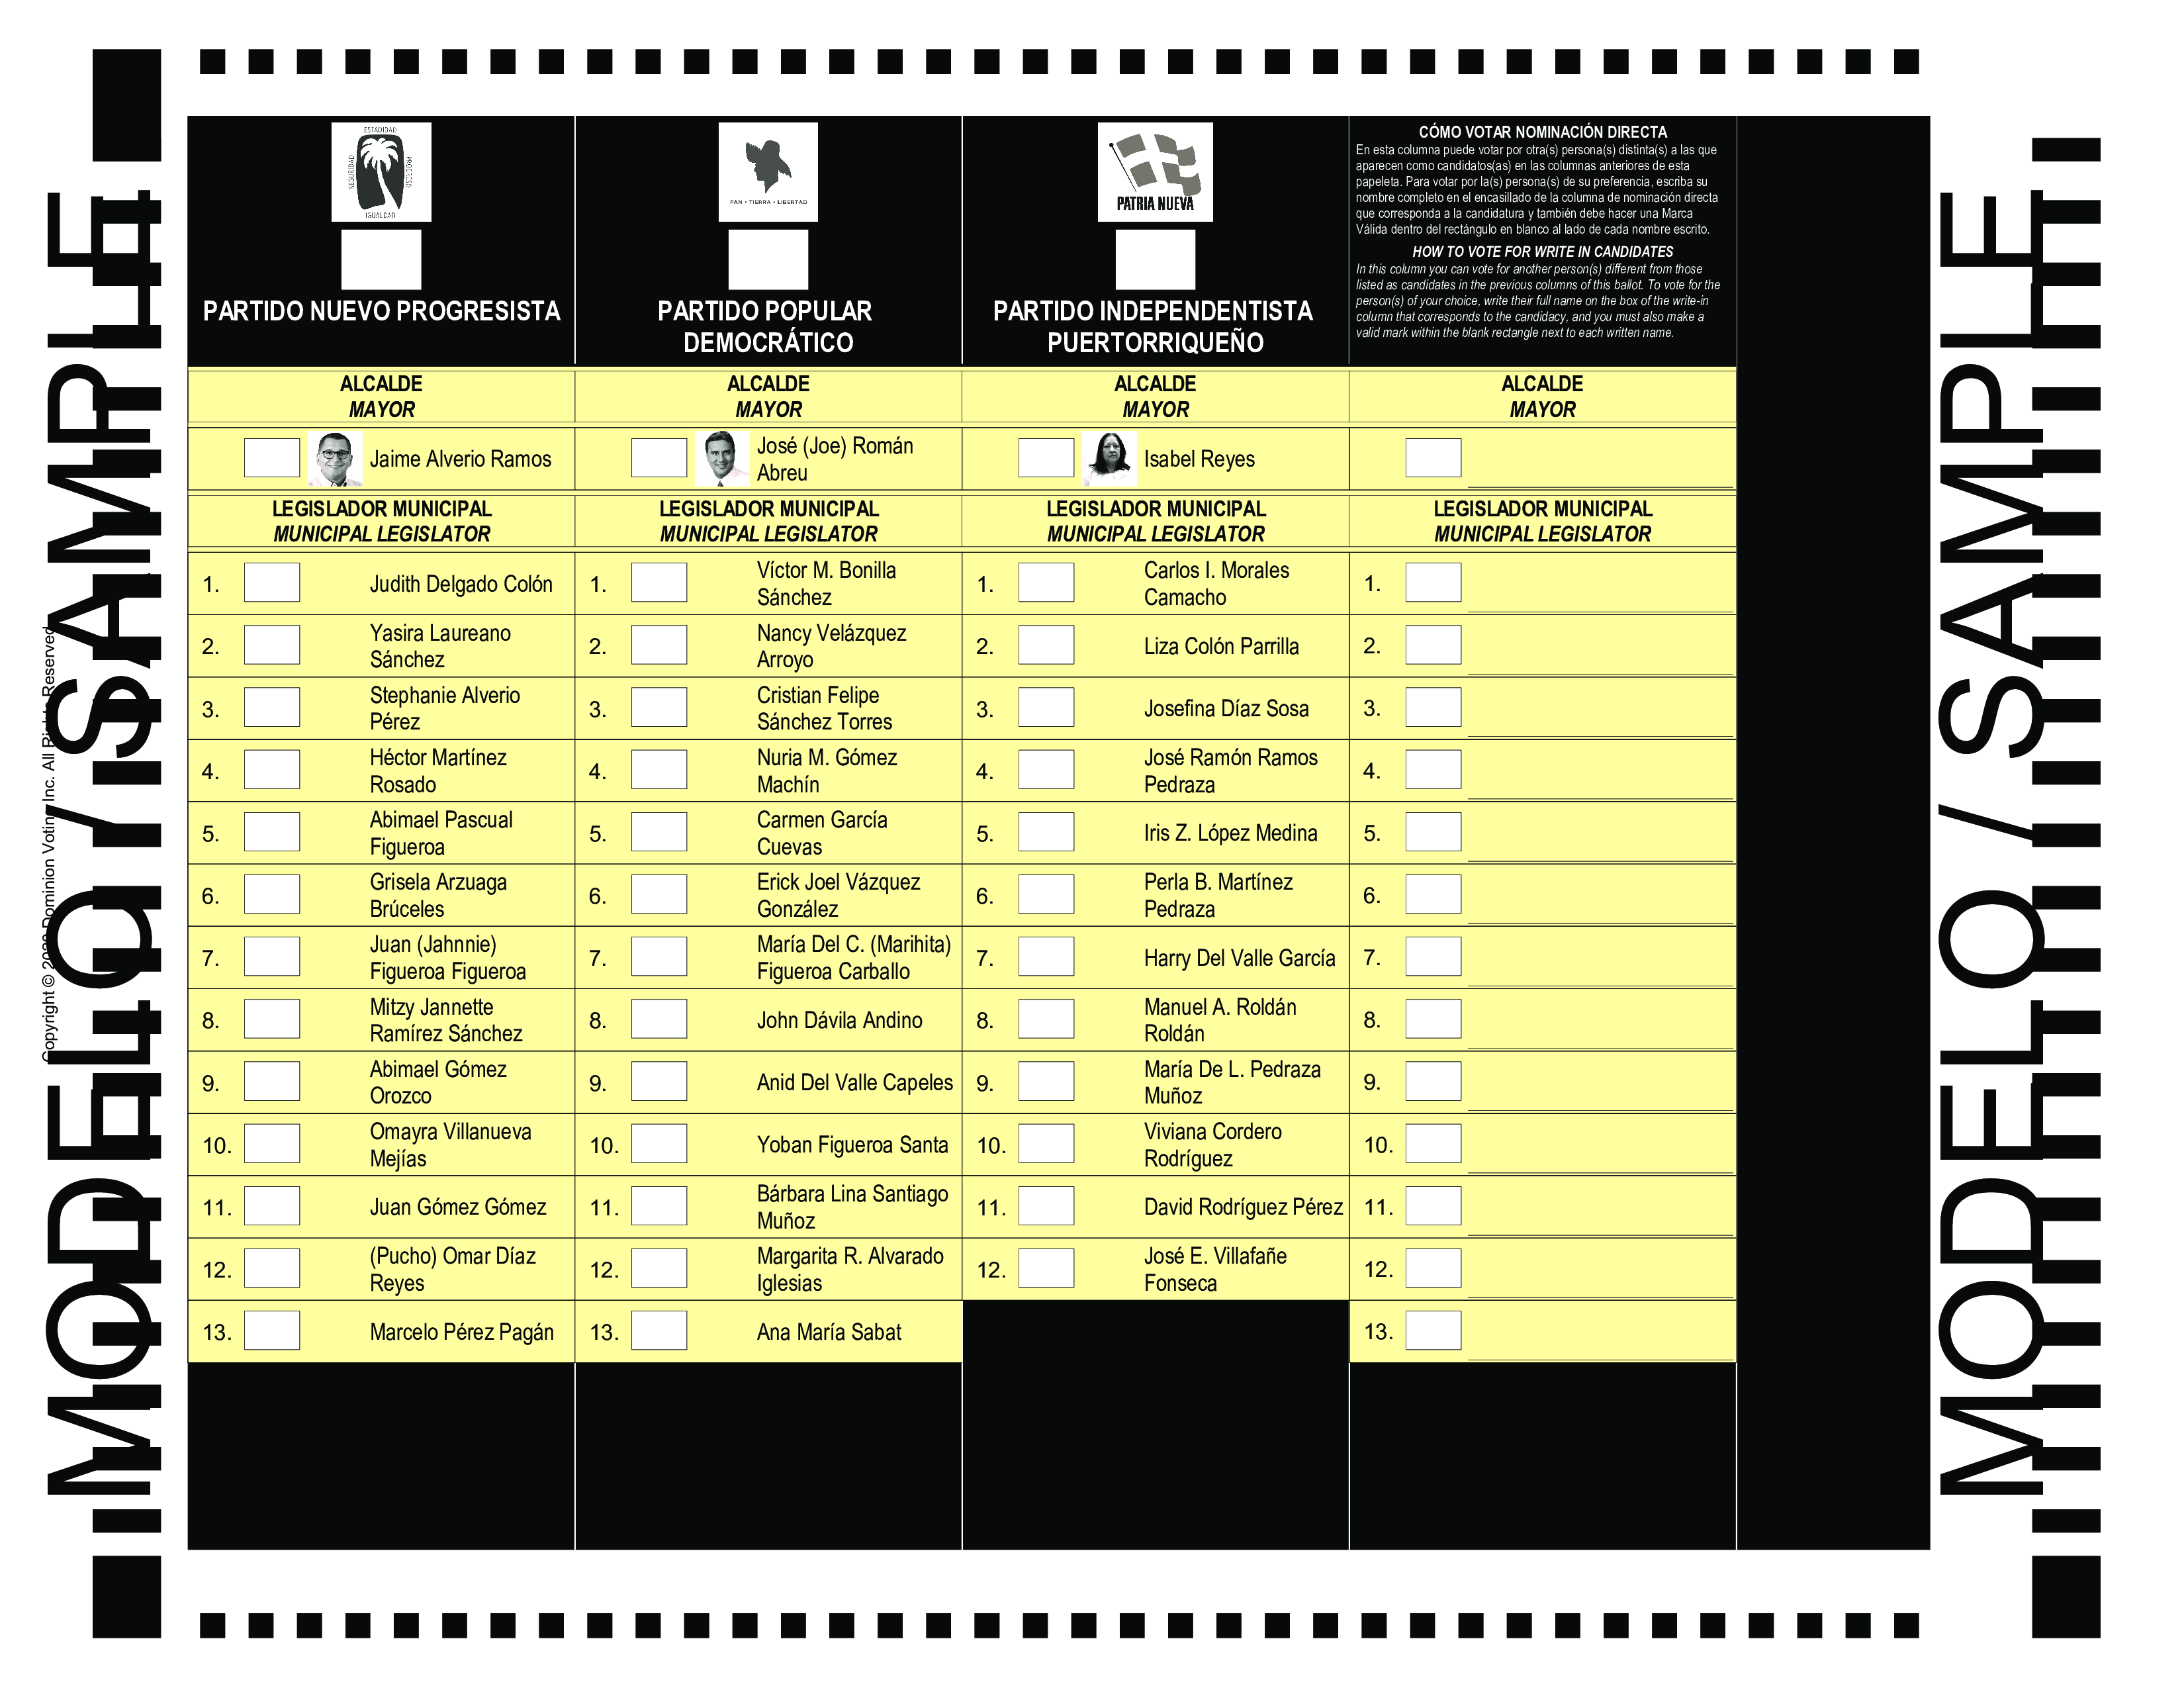 ESTADIDAD
SEGURIDAD
PROGRESO
IGUALDAD
PARTIDO NUEVO PROGRESISTA
PAN • TIERRA • LIBERTAD
PARTIDO POPULAR
DEMOCRÁTICO
PATRIA NUEVA
PARTIDO INDEPENDENTISTA
PUERTORRIQUEÑO
CÓMO VOTAR NOMINACIÓN DIRECTA
En esta columna puede votar por otra(s) persona(s) distinta(s) a las que
aparecen como candidatos(as) en las columnas anteriores de esta
papeleta. Para votar por la(s) persona(s) de su preferencia, escriba su
nombre completo en el encasillado de la columna de nominación directa
que corresponda a la candidatura y también debe hacer una Marca
Válida dentro del rectángulo en blanco al lado de cada nombre escrito.
HOW TO VOTE FOR WRITE IN CANDIDATES
In this column you can vote for another person(s) different from those
listed as candidates in the previous columns of this ballot. To vote for the
person(s) of your choice, write their full name on the box of the write-in
column that corresponds to the candidacy, and you must also make a
valid mark within the blank rectangle next to each written name.
ALCALDE
MAYOR
Jaime Alverio Ramos
LEGISLADOR MUNICIPAL
MUNICIPAL LEGISLATOR
1. Judith Delgado Colón
2. Yasira Laureano
Sánchez
3. Stephanie Alverio
Pérez
4. Héctor Martínez
Rosado
5. Abimael Pascual
Figueroa
6. Grisela Arzuaga
Brúceles
7. Juan (Jahnnie)
Figueroa Figueroa
8. Mitzy Jannette
Ramírez Sánchez
9. Abimael Gómez
Orozco
10. Omayra Villanueva
Mejías
11. Juan Gómez Gómez
12. (Pucho) Omar Díaz
Reyes
13. Marcelo Pérez Pagán
ALCALDE
MAYOR
José (Joe) Román
Abreu
LEGISLADOR MUNICIPAL
MUNICIPAL LEGISLATOR
1. Víctor M. Bonilla
Sánchez
2. Nancy Velázquez
Arroyo
3. Cristian Felipe
Sánchez Torres
4. Nuria M. Gómez
Machín
5. Carmen García
Cuevas
6. Erick Joel Vázquez
González
7. María Del C. (Marihita)
Figueroa Carballo
8. John Dávila Andino
9. Anid Del Valle Capeles
10. Yoban Figueroa Santa
11. Bárbara Lina Santiago
Muñoz
12. Margarita R. Alvarado
Iglesias
13. Ana María Sabat
ALCALDE
MAYOR
Isabel Reyes
LEGISLADOR MUNICIPAL
MUNICIPAL LEGISLATOR
1. Carlos I. Morales
Camacho
2. Liza Colón Parrilla
3. Josefina Díaz Sosa
4. José Ramón Ramos
Pedraza
5. Iris Z. López Medina
6. Perla B. Martínez
Pedraza
7. Harry Del Valle García
8. Manuel A. Roldán
Roldán
9. María De L. Pedraza
Muñoz
10. Viviana Cordero
Rodríguez
11. David Rodríguez Pérez
12. José E. Villafañe
Fonseca
ALCALDE
MAYOR
LEGISLADOR MUNICIPAL
MUNICIPAL LEGISLATOR
1.
2.
3.
4.
5.
6.
7.
8.
9.
10.
11.
12.
13.
MODELO / SAMPLE
Copyright © 2020 Dominion Voting Inc. All Rights Reserved
MODELO / SAMPLE